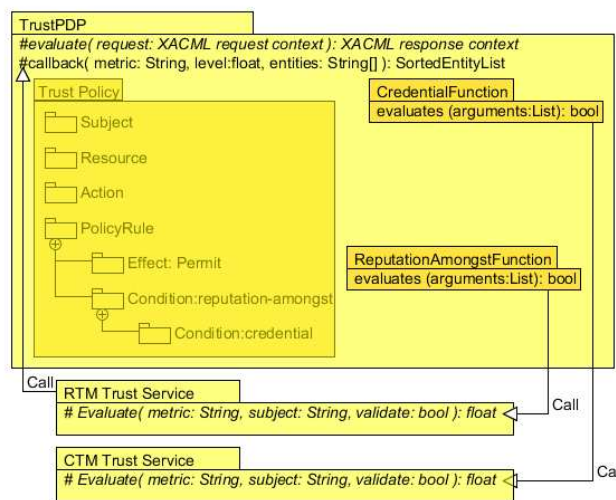 TrustPDP
#evaluate( request: XACML request context ): XACML response context
#callback( metric: String, level:float, entities: String[] ): SortedEntityList
Trust Policy
Subject
Resource
Action
PolicyRule
Effect: Permit
Condition:reputation-amongst
Condition:credential
CredentialFunction
evaluates (arguments:List): bool
ReputationAmongstFunction
evaluates (arguments:List): bool
Call
RTM Trust Service
# Evaluate( metric: String, subject: String, validate: bool ): float
Call
CTM Trust Service
# Evaluate( metric: String, subject: String, validate: bool ): float
Ca